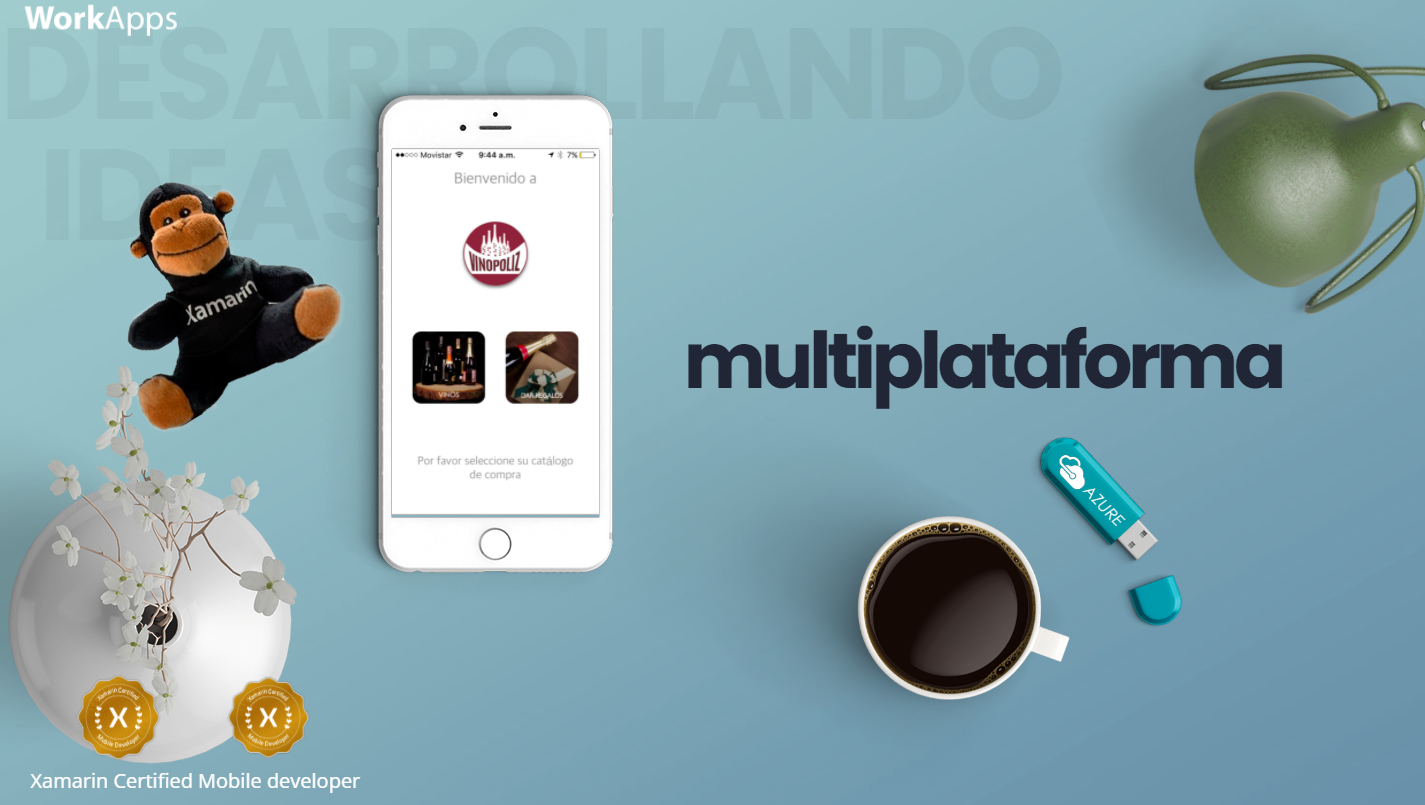 WorkApps
DESARROLLANDO
IDEAS
Movistar 9:44 a.m. 7%
Bienvenido a
VINOPOLIZ
VINOS
DAR REGALOS
Por favor seleccione su catálogo
de compra
Xamarin
multiplataforma
AZURE
Xamarin Certified
X
Mobile Developer
Xamarin Certified
X
Mobile Developer
Xamarin Certified Mobile developer